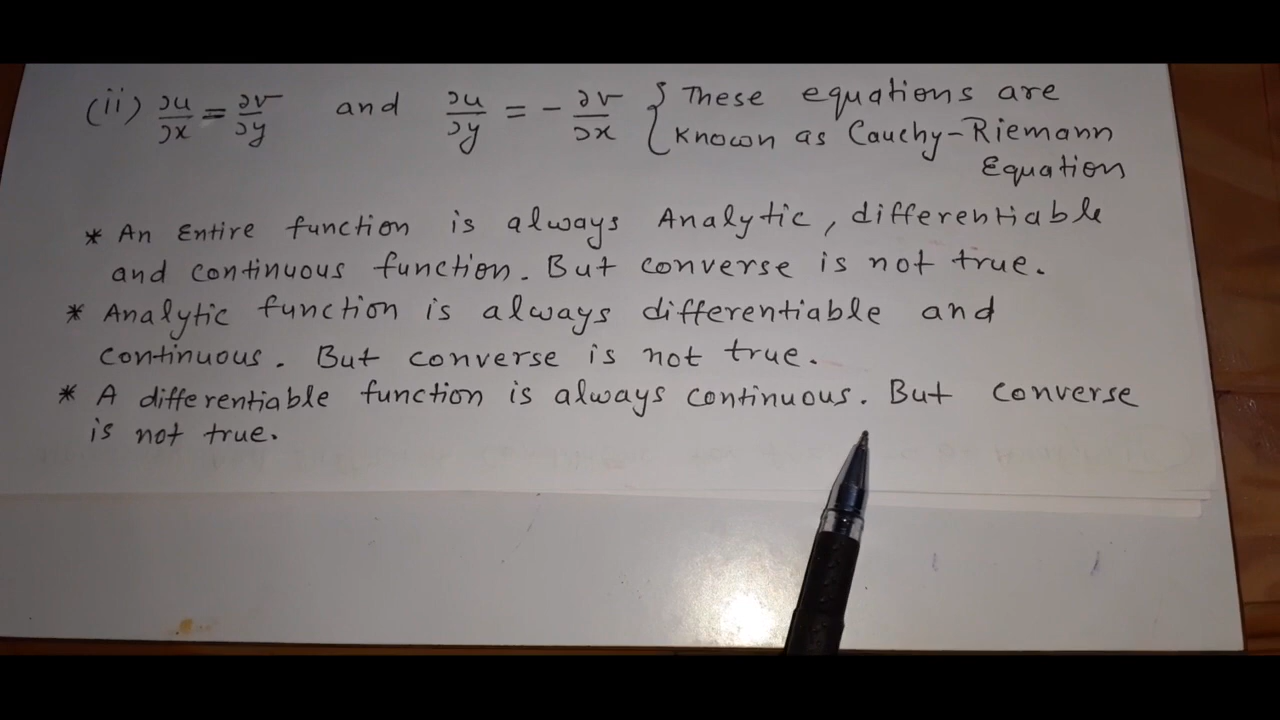 (ii) ∂u/∂x = ∂v/∂y and ∂u/∂y = - ∂v/∂x { These equations are
known as Cauchy-Riemann
Equation
* An Entire function is always Analytic, differentiable
and continuous function. But converse is not true.
* Analytic function is always differentiable and
continuous. But converse is not true.
* A differentiable function is always continuous. But converse
is not true.